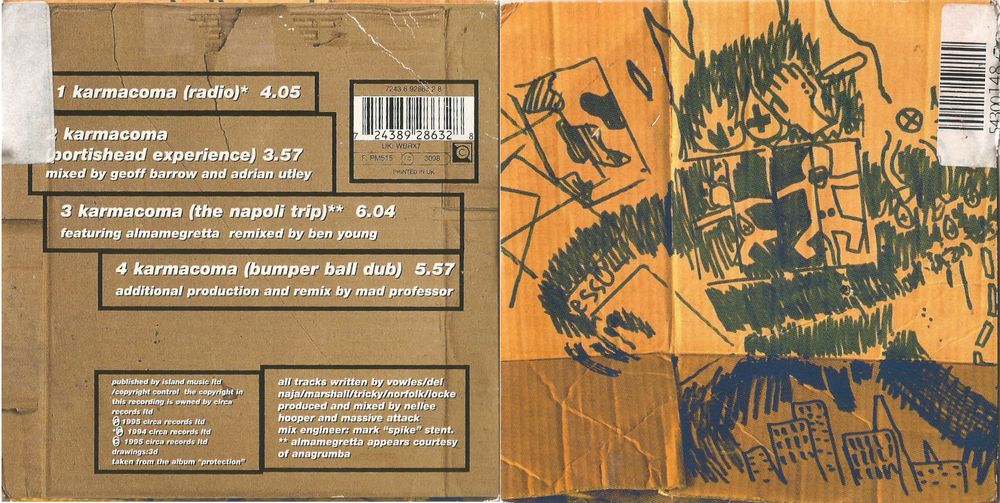 1 karmacoma (radio)* 4.05
2 karmacoma
(portishead experience) 3.57
mixed by geoff barrow and adrian utley
3 karmacoma (the napoli trip)** 6.04
featuring almamegretta remixed by ben young
4 karmacoma (bumper ball dub) 5.57
additional production and remix by mad professor
7243 8 92863 2 8
7 24389 28632 8
UK: WBRX7
F: PM515 3098
PRINTED IN UK
published by island music ltd
/copyright control the copyright in
this recording is owned by circa
records ltd
℗ 1995 circa records ltd
*℗ 1994 circa records ltd
© 1995 circa records ltd
drawings:3d
taken from the album "protection"
all tracks written by vowles/del
naja/marshall/tricky/norfolk/locke
produced and mixed by nellee
hooper and massive attack
mix engineer: mark "spike" stent.
** almamegretta appears courtesy
of anagrumba